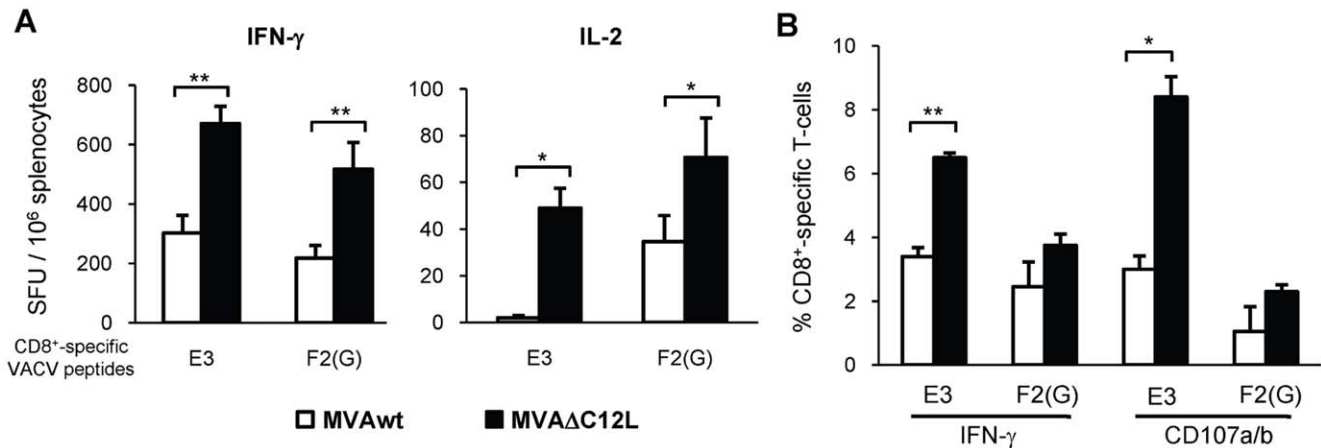 A
IFN-γ
IL-2
SFU / 10⁶ splenocytes
800
600
400
200
0
100
80
60
40
20
0
**
**
*
*
CD8⁺-specific
VACV peptides
E3
F2(G)
E3
F2(G)
MVAwt
MVAΔC12L
B
% CD8⁺-specific T-cells
10
8
6
4
2
0
**
*
E3
F2(G)
E3
F2(G)
IFN-γ
CD107a/b